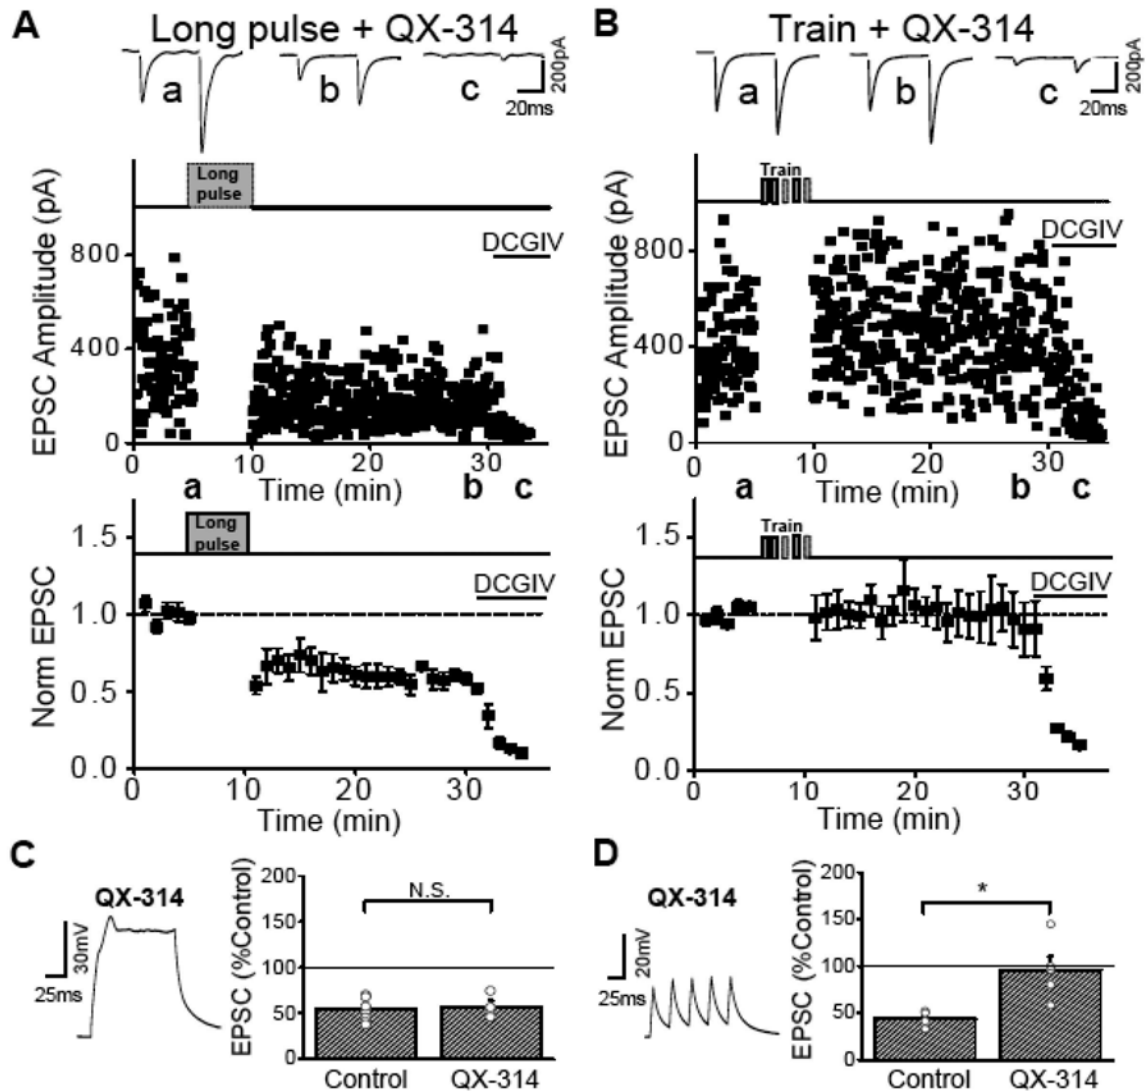 A Long pulse + QX-314
a b c
200pA
20ms
Long
pulse
DCGIV
EPSC Amplitude (pA)
800
400
0
0 10 20 30
Time (min)
a b c
Long
pulse
DCGIV
Norm EPSC
1.5
1.0
0.5
0.0
0 10 20 30
Time (min)
B Train + QX-314
a b c
200pA
20ms
Train
DCGIV
EPSC Amplitude (pA)
800
400
0
0 10 20 30
Time (min)
a b c
Train
DCGIV
Norm EPSC
1.5
1.0
0.5
0.0
0 10 20 30
Time (min)
C
QX-314
30mV
25ms
EPSC (%Control)
200
150
100
50
0
N.S.
Control QX-314
D
QX-314
20mV
25ms
EPSC (%Control)
200
150
100
50
0
*
Control QX-314